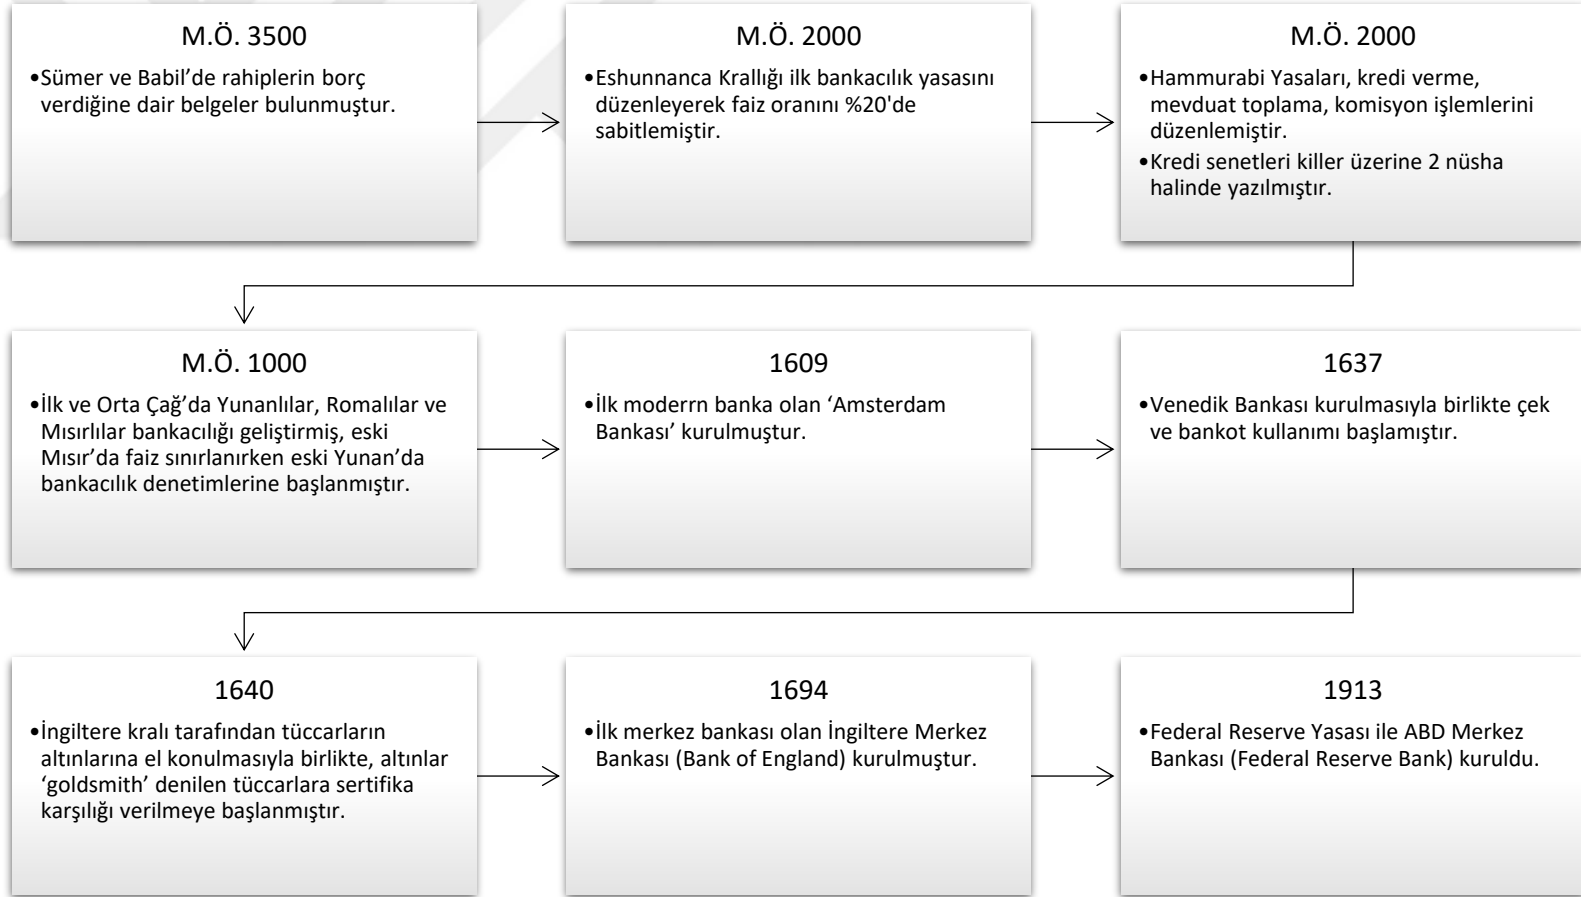 M.Ö. 3500
•Sümer ve Babil’de rahiplerin borç
verdiğine dair belgeler bulunmuştur.
M.Ö. 2000
•Eshunnanca Krallığı ilk bankacılık yasasını
düzenleyerek faiz oranını %20'de
sabitlemiştir.
M.Ö. 2000
•Hammurabi Yasaları, kredi verme,
mevduat toplama, komisyon işlemlerini
düzenlemiştir.
•Kredi senetleri killer üzerine 2 nüsha
halinde yazılmıştır.
M.Ö. 1000
•İlk ve Orta Çağ’da Yunanlılar, Romalılar ve
Mısırlılar bankacılığı geliştirmiş, eski
Mısır’da faiz sınırlanırken eski Yunan’da
bankacılık denetimlerine başlanmıştır.
1609
•İlk moderrn banka olan ‘Amsterdam
Bankası’ kurulmuştur.
1637
•Venedik Bankası kurulmasıyla birlikte çek
ve bankot kullanımı başlamıştır.
1640
•İngiltere kralı tarafından tüccarların
altınlarına el konulmasıyla birlikte, altınlar
‘goldsmith’ denilen tüccarlara sertifika
karşılığı verilmeye başlanmıştır.
1694
•İlk merkez bankası olan İngiltere Merkez
Bankası (Bank of England) kurulmuştur.
1913
•Federal Reserve Yasası ile ABD Merkez
Bankası (Federal Reserve Bank) kuruldu.